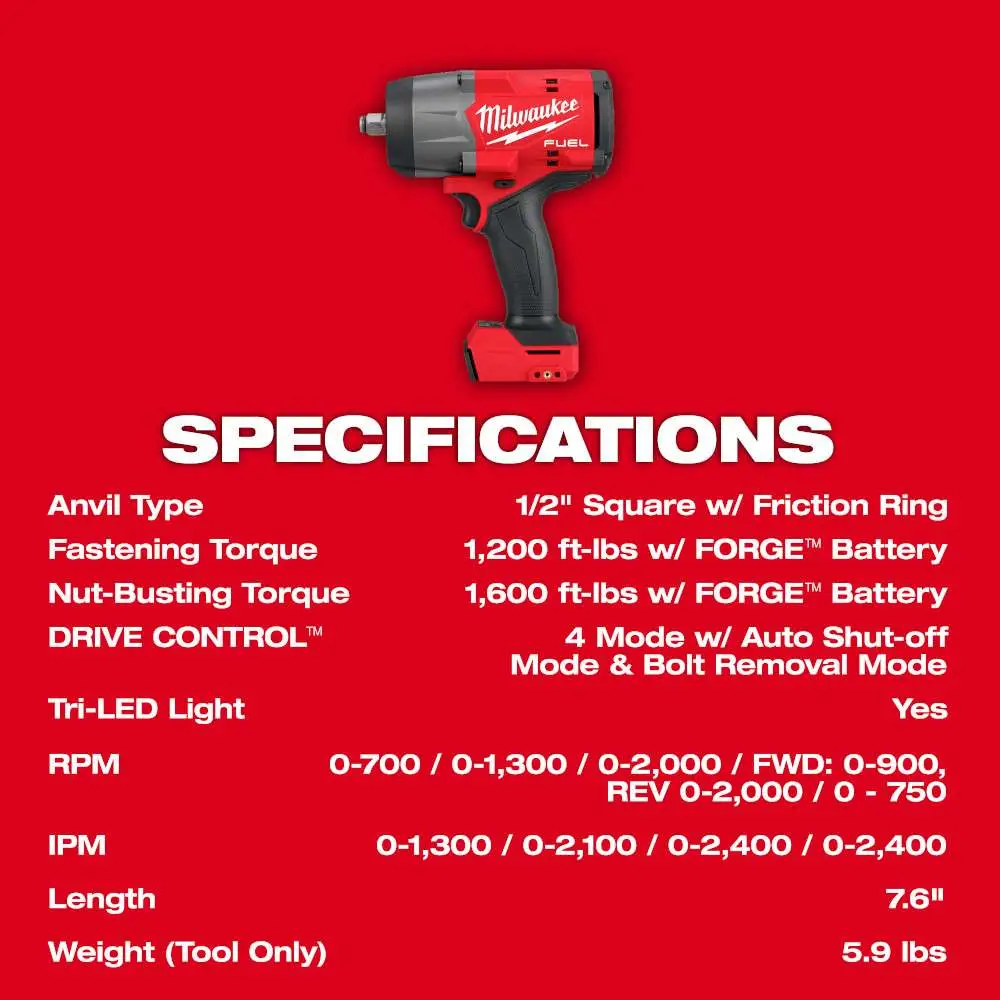 Milwaukee
FUEL
SPECIFICATIONS
Anvil Type 1/2" Square w/ Friction Ring
Fastening Torque 1,200 ft-lbs w/ FORGE™ Battery
Nut-Busting Torque 1,600 ft-lbs w/ FORGE™ Battery
DRIVE CONTROL™ 4 Mode w/ Auto Shut-off
Mode & Bolt Removal Mode
Tri-LED Light Yes
RPM 0-700 / 0-1,300 / 0-2,000 / FWD: 0-900,
REV 0-2,000 / 0 - 750
IPM 0-1,300 / 0-2,100 / 0-2,400 / 0-2,400
Length 7.6"
Weight (Tool Only) 5.9 lbs